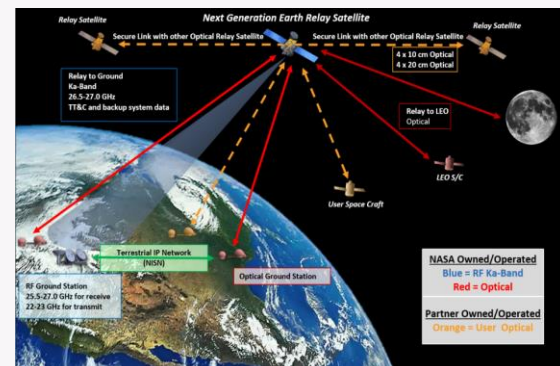 Next Generation Earth Relay Satellite
Relay Satellite
Secure Link with other Optical Relay Satellite
Secure Link with other Optical Relay Satellite
Relay Satellite
4 x 10 cm Optical
4 x 20 cm Optical
Relay to Ground
Ka-Band
26.5-27.0 GHz
TT&C and backup system data
Relay to LEO
Optical
LEO S/C
User Space Craft
Terrestrial IP Network
(NISN)
Optical Ground Station
RF Ground Station
25.5-27.0 GHz for receive
22-23 GHz for transmit
NASA Owned/Operated
Blue = RF Ka-Band
Red = Optical
Partner Owned/Operated
Orange = User Optical